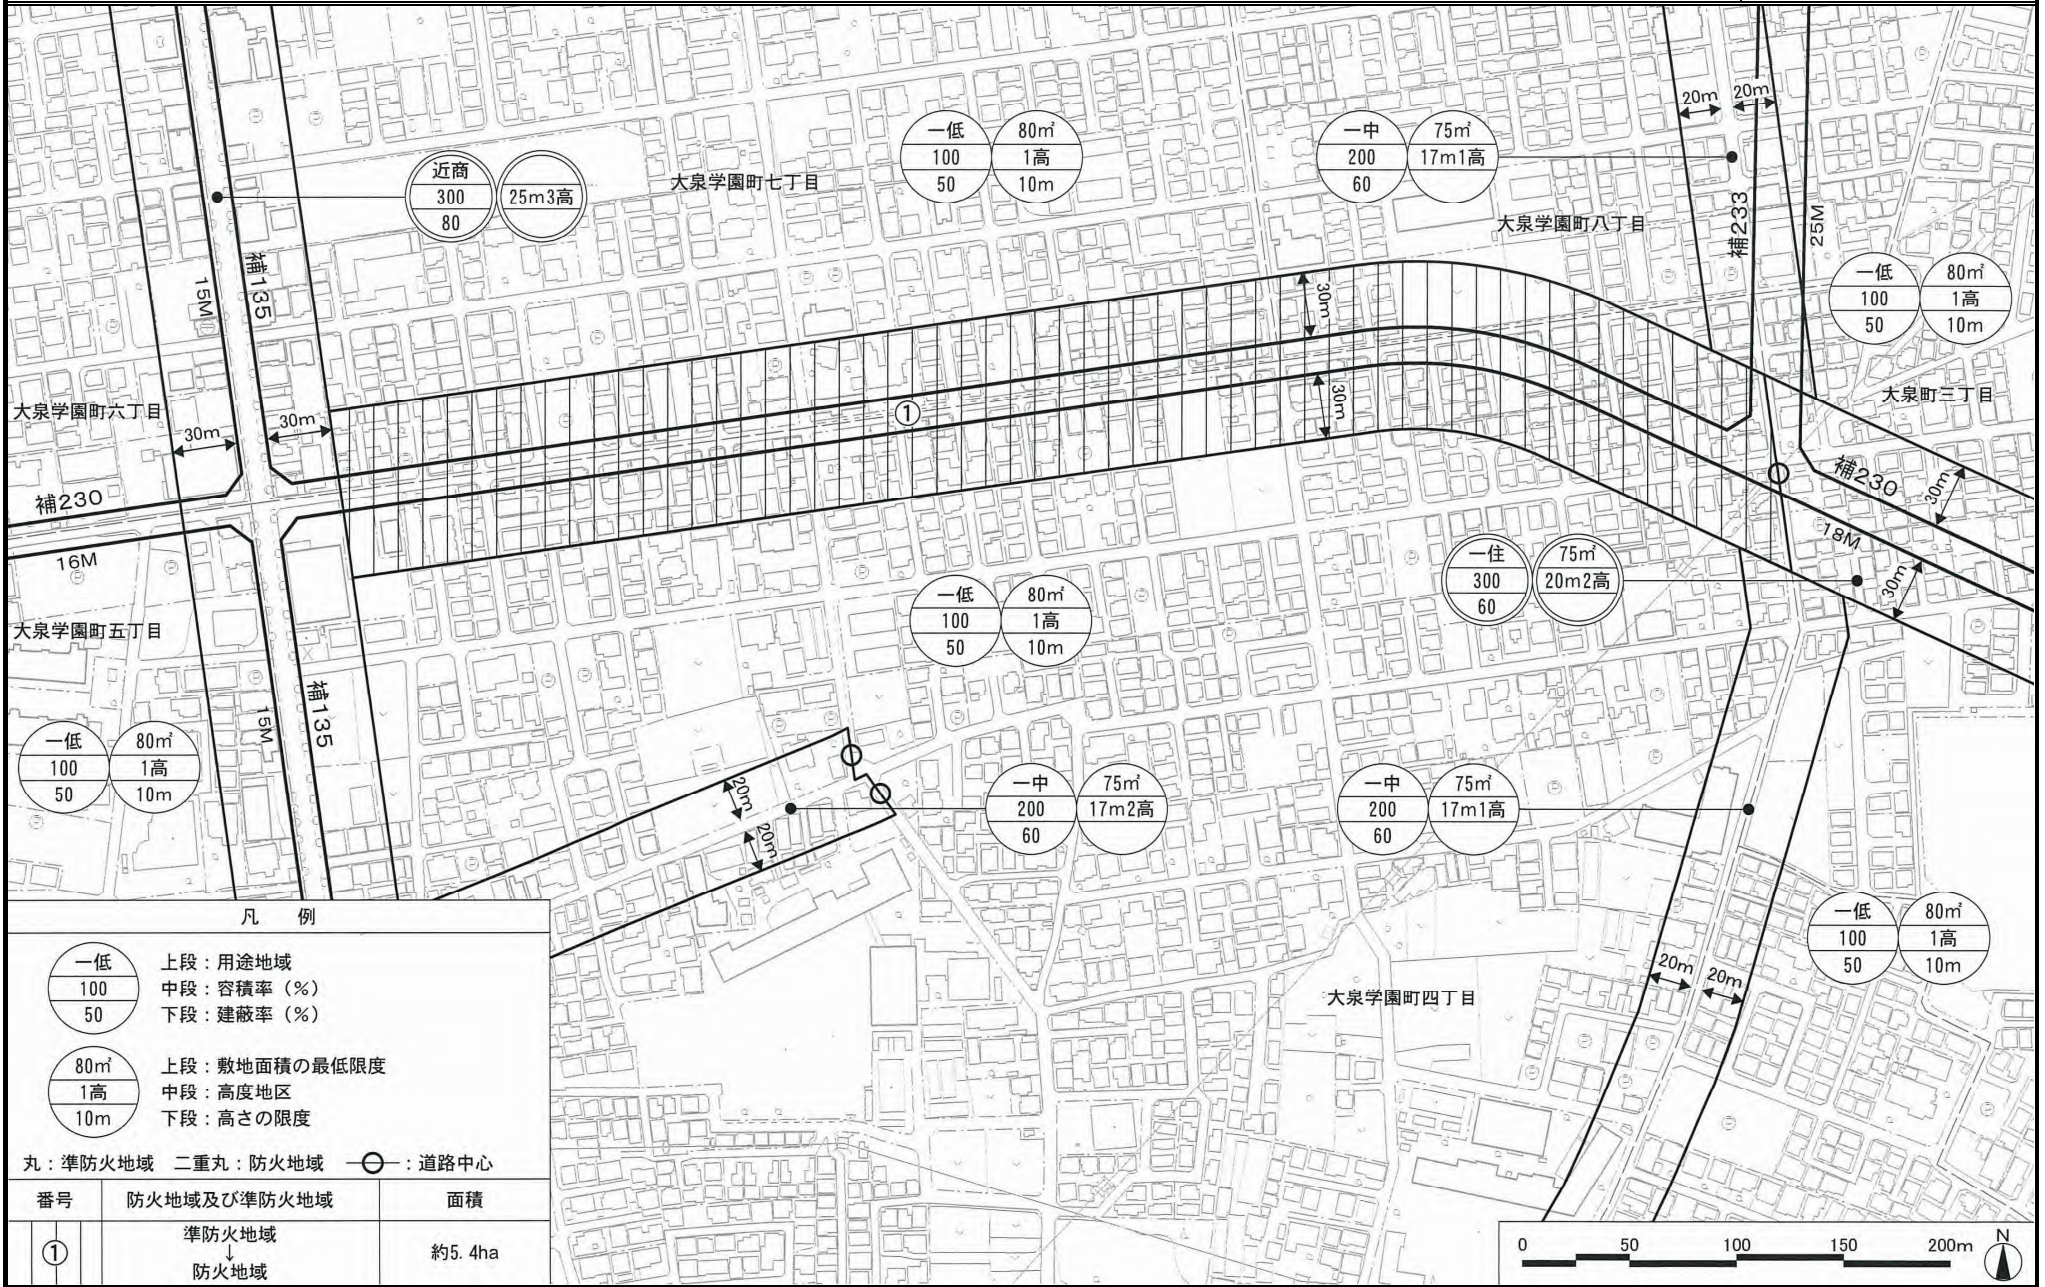 20m
20m
一低
100
50
80㎡
1高
10m
一中
200
60
75㎡
17m1高
近商
300
80
25m3高
大泉学園町七丁目
大泉学園町八丁目
補233
25M
補135
15M
30m
一低
100
50
80㎡
1高
10m
大泉学園町六丁目
30m
30m
①
30m
大泉町三丁目
補230
補230
30m
16M
18M
一住
300
60
75㎡
20m2高
30m
一低
100
50
80㎡
1高
10m
大泉学園町五丁目
補135
15M
一低
100
50
80㎡
1高
10m
20m
20m
一中
200
60
75㎡
17m2高
一中
200
60
75㎡
17m1高
一低
100
50
80㎡
1高
10m
20m
20m
大泉学園町四丁目
凡 例
一低
100
50
上段：用途地域
中段：容積率（%）
下段：建蔽率（%）
80㎡
1高
10m
上段：敷地面積の最低限度
中段：高度地区
下段：高さの限度
丸：準防火地域 二重丸：防火地域 ：道路中心
番号 防火地域及び準防火地域 面積
① 準防火地域
↓
防火地域
約5.4ha
0 50 100 150 200m
N